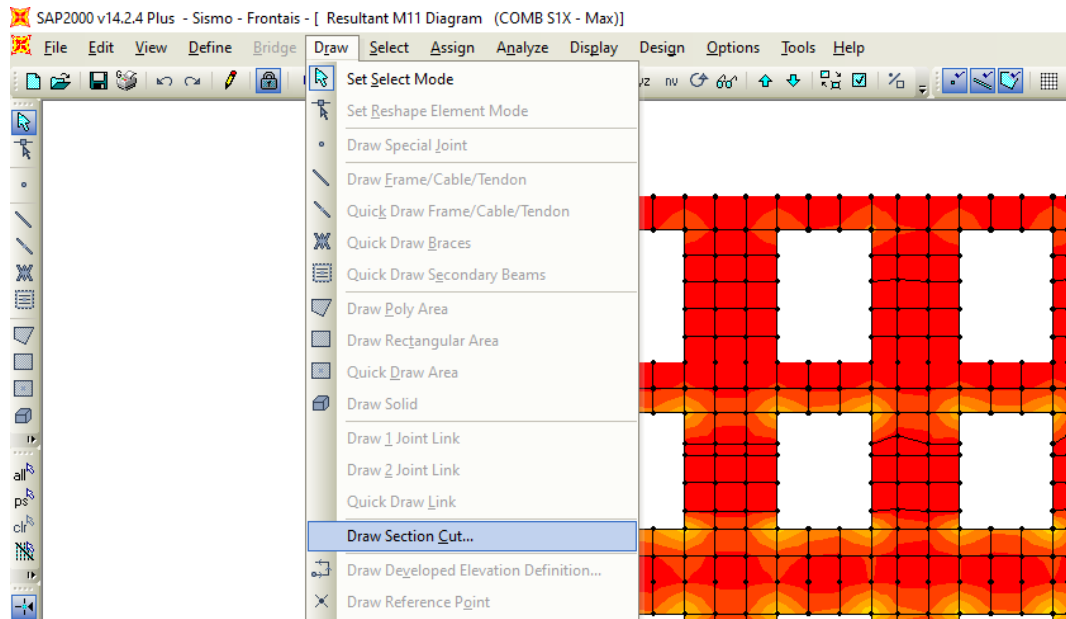 SAP2000 v14.2.4 Plus - Sismo - Frontais - [ Resultant M11 Diagram (COMB S1X - Max)]
File Edit View Define Bridge Draw Select Assign Analyze Display Design Options Tools Help
nv
Set Select Mode
Set Reshape Element Mode
Draw Special Joint
Draw Frame/Cable/Tendon
Quick Draw Frame/Cable/Tendon
Quick Draw Braces
Quick Draw Secondary Beams
Draw Poly Area
Draw Rectangular Area
Quick Draw Area
Draw Solid
Draw 1 Joint Link
Draw 2 Joint Link
Quick Draw Link
Draw Section Cut...
Draw Developed Elevation Definition...
Draw Reference Point
all
ps
clr